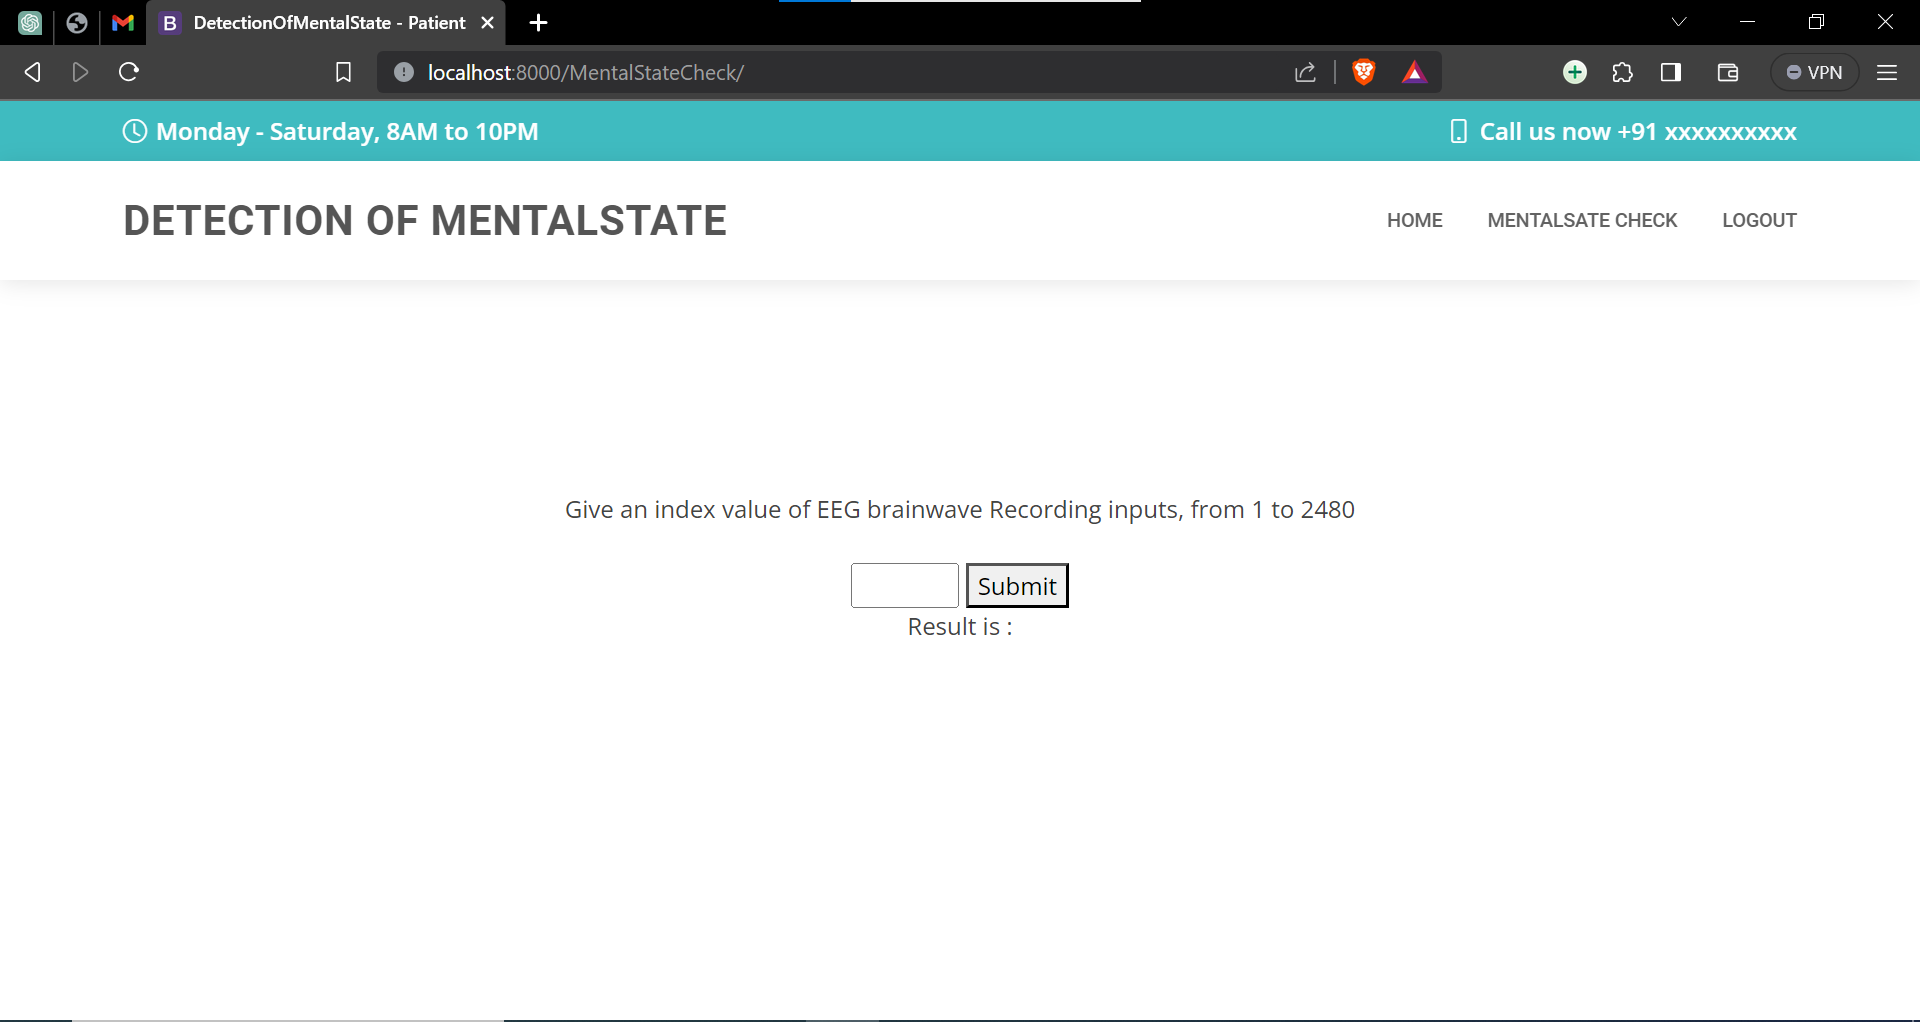 DetectionOfMentalState - Patient
localhost:8000/MentalStateCheck/
VPN
Monday - Saturday, 8AM to 10PM
Call us now +91 xxxxxxxxxx
DETECTION OF MENTALSTATE
HOME
MENTALSATE CHECK
LOGOUT
Give an index value of EEG brainwave Recording inputs, from 1 to 2480
Submit
Result is :